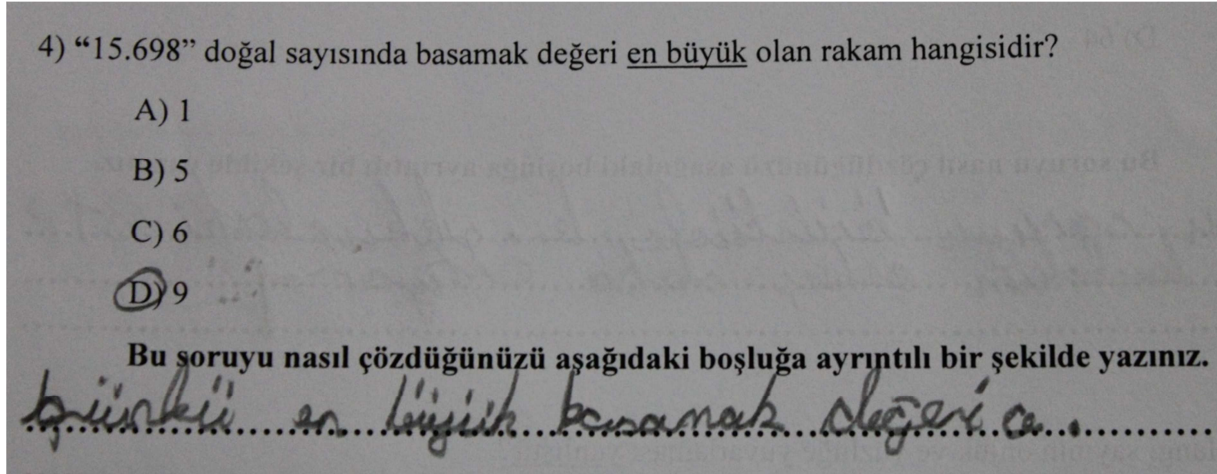 4) “15.698” doğal sayısında basamak değeri en büyük olan rakam hangisidir?
A) 1
B) 5
C) 6
D) 9
Bu soruyu nasıl çözdüğünüzü aşağıdaki boşluğa ayrıntılı bir şekilde yazınız.
Çünkü en büyük basamak değeri o.